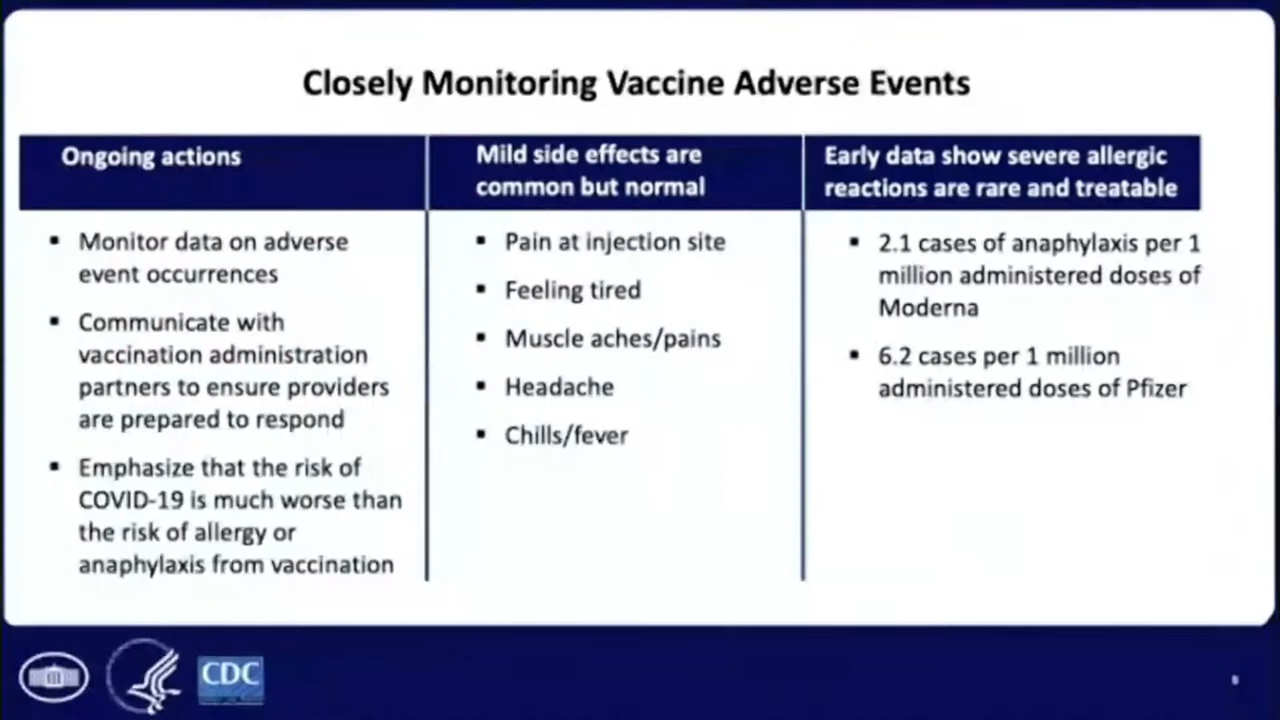 Closely Monitoring Vaccine Adverse Events
Ongoing actions
▪ Monitor data on adverse
event occurrences
▪ Communicate with
vaccination administration
partners to ensure providers
are prepared to respond
▪ Emphasize that the risk of
COVID-19 is much worse than
the risk of allergy or
anaphylaxis from vaccination
Mild side effects are
common but normal
▪ Pain at injection site
▪ Feeling tired
▪ Muscle aches/pains
▪ Headache
▪ Chills/fever
Early data show severe allergic
reactions are rare and treatable
▪ 2.1 cases of anaphylaxis per 1
million administered doses of
Moderna
▪ 6.2 cases per 1 million
administered doses of Pfizer
CDC